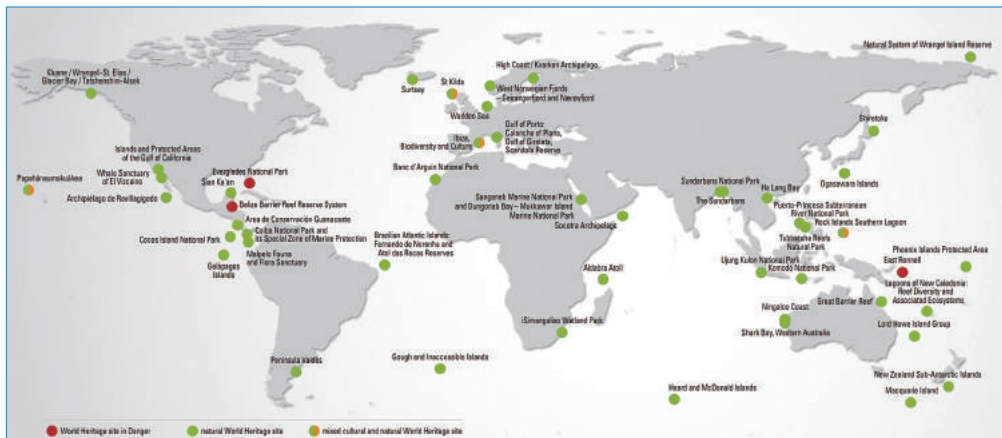 Natural System of Wrangel Island Reserve
Kluane / Wrangell-St. Elias /
Glacier Bay / Tatshenshini-Alsek
Surtsey
St Kilda
High Coast / Kvarken Archipelago,
West Norwegian Fjords
– Geirangerfjord and Nærøyfjord
Wadden Sea
Gulf of Porto:
Calanche of Piana,
Gulf of Girolata,
Scandola Reserve
Ibiza,
Biodiversity and Culture
Shiretoko
Islands and Protected Areas
of the Gulf of California
Whale Sanctuary
of El Vizcaino
Everglades National Park
Sian Ka'an
Papahānaumokuākea
Archipiélago de Revillagigedo
Belize Barrier Reef Reserve System
Banc d'Arguin National Park
Sanganeb Marine National Park
and Dungonab Bay – Mukkawar Island
Marine National Park
Socotra Archipelago
Sundarbans National Park
The Sundarbans
Ha Long Bay
Ogasawara Islands
Puerto-Princesa Subterranean
River National Park
Rock Islands Southern Lagoon
Tubbataha Reefs
Natural Park
Area de Conservación Guanacaste
Coiba National Park and
its Special Zone of Marine Protection
Cocos Island National Park
Malpelo Fauna
and Flora Sanctuary
Galápagos
Islands
Brazilian Atlantic Islands:
Fernando de Noronha and
Atol das Rocas Reserves
Aldabra Atoll
Ujung Kulon National Park
Komodo National Park
Phoenix Islands Protected Area
East Rennell
Lagoons of New Caledonia:
Reef Diversity and
Associated Ecosystems
Ningaloo Coast
Great Barrier Reef
Shark Bay, Western Australia
Lord Howe Island Group
iSimangaliso Wetland Park
Península Valdés
Gough and Inaccessible Islands
Heard and McDonald Islands
New Zealand Sub-Antarctic Islands
Macquarie Island
World Heritage site in Danger
natural World Heritage site
mixed cultural and natural World Heritage site